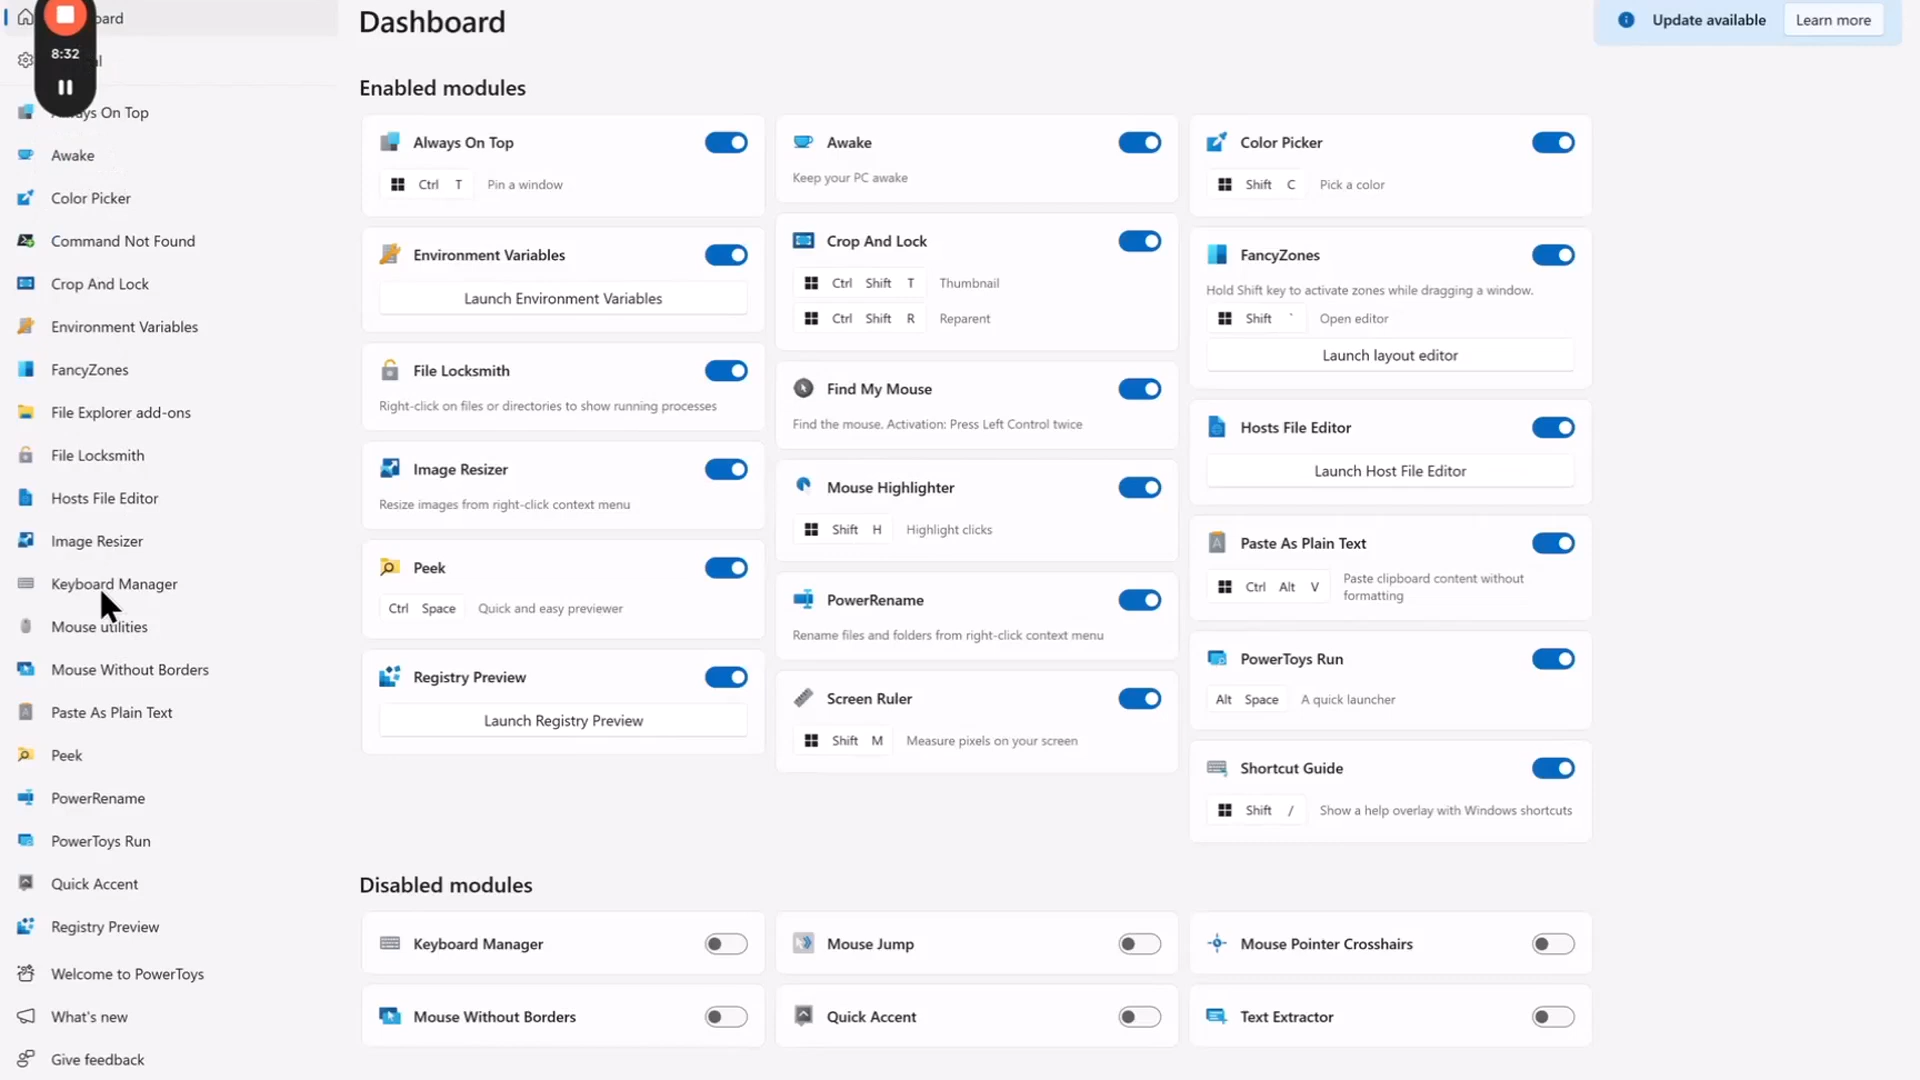 8:32
Always On Top
Awake
Color Picker
Command Not Found
Crop And Lock
Environment Variables
FancyZones
File Explorer add-ons
File Locksmith
Hosts File Editor
Image Resizer
Keyboard Manager
Mouse utilities
Mouse Without Borders
Paste As Plain Text
Peek
PowerRename
PowerToys Run
Quick Accent
Registry Preview
Welcome to PowerToys
What's new
Give feedback
Dashboard
Update available
Learn more
Enabled modules
Always On Top
Ctrl T Pin a window
Environment Variables
Launch Environment Variables
File Locksmith
Right-click on files or directories to show running processes
Image Resizer
Resize images from right-click context menu
Peek
Ctrl Space Quick and easy previewer
Registry Preview
Launch Registry Preview
Awake
Keep your PC awake
Crop And Lock
Ctrl Shift T Thumbnail
Ctrl Shift R Reparent
Find My Mouse
Find the mouse. Activation: Press Left Control twice
Mouse Highlighter
Shift H Highlight clicks
PowerRename
Rename files and folders from right-click context menu
Screen Ruler
Shift M Measure pixels on your screen
Color Picker
Shift C Pick a color
FancyZones
Hold Shift key to activate zones while dragging a window.
Shift ` Open editor
Launch layout editor
Hosts File Editor
Launch Host File Editor
Paste As Plain Text
Ctrl Alt V Paste clipboard content without
formatting
PowerToys Run
Alt Space A quick launcher
Shortcut Guide
Shift / Show a help overlay with Windows shortcuts
Disabled modules
Keyboard Manager
Mouse Jump
Mouse Pointer Crosshairs
Mouse Without Borders
Quick Accent
Text Extractor